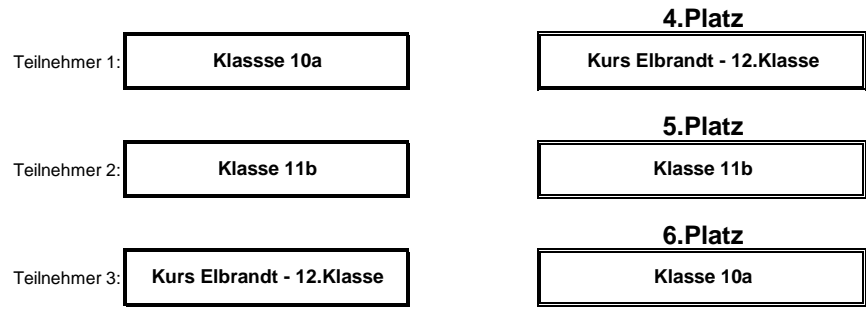 4.Platz
Teilnehmer 1: Klassse 10a Kurs Elbrandt - 12.Klasse
5.Platz
Teilnehmer 2: Klasse 11b Klasse 11b
6.Platz
Teilnehmer 3: Kurs Elbrandt - 12.Klasse Klasse 10a